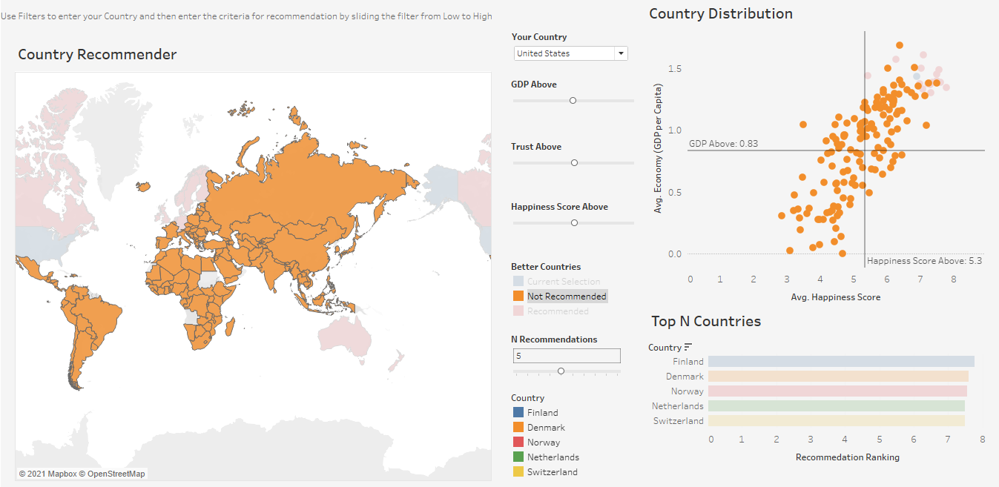 Use Filters to enter your Country and then enter the criteria for recommendation by sliding the filter from Low to High
Country Recommender
© 2021 Mapbox © OpenStreetMap
Your Country
United States
GDP Above
Trust Above
Happiness Score Above
Better Countries
Current Selection
Not Recommended
Recommended
N Recommendations
5
Country
Finland
Denmark
Norway
Netherlands
Switzerland
Country Distribution
Avg. Economy (GDP per Capita)
1.5
1.0
0.5
0.0
GDP Above: 0.83
Happiness Score Above: 5.3
0 1 2 3 4 5 6 7 8
Avg. Happiness Score
Top N Countries
Country
Finland
Denmark
Norway
Netherlands
Switzerland
0 1 2 3 4 5 6 7 8
Recommedation Ranking